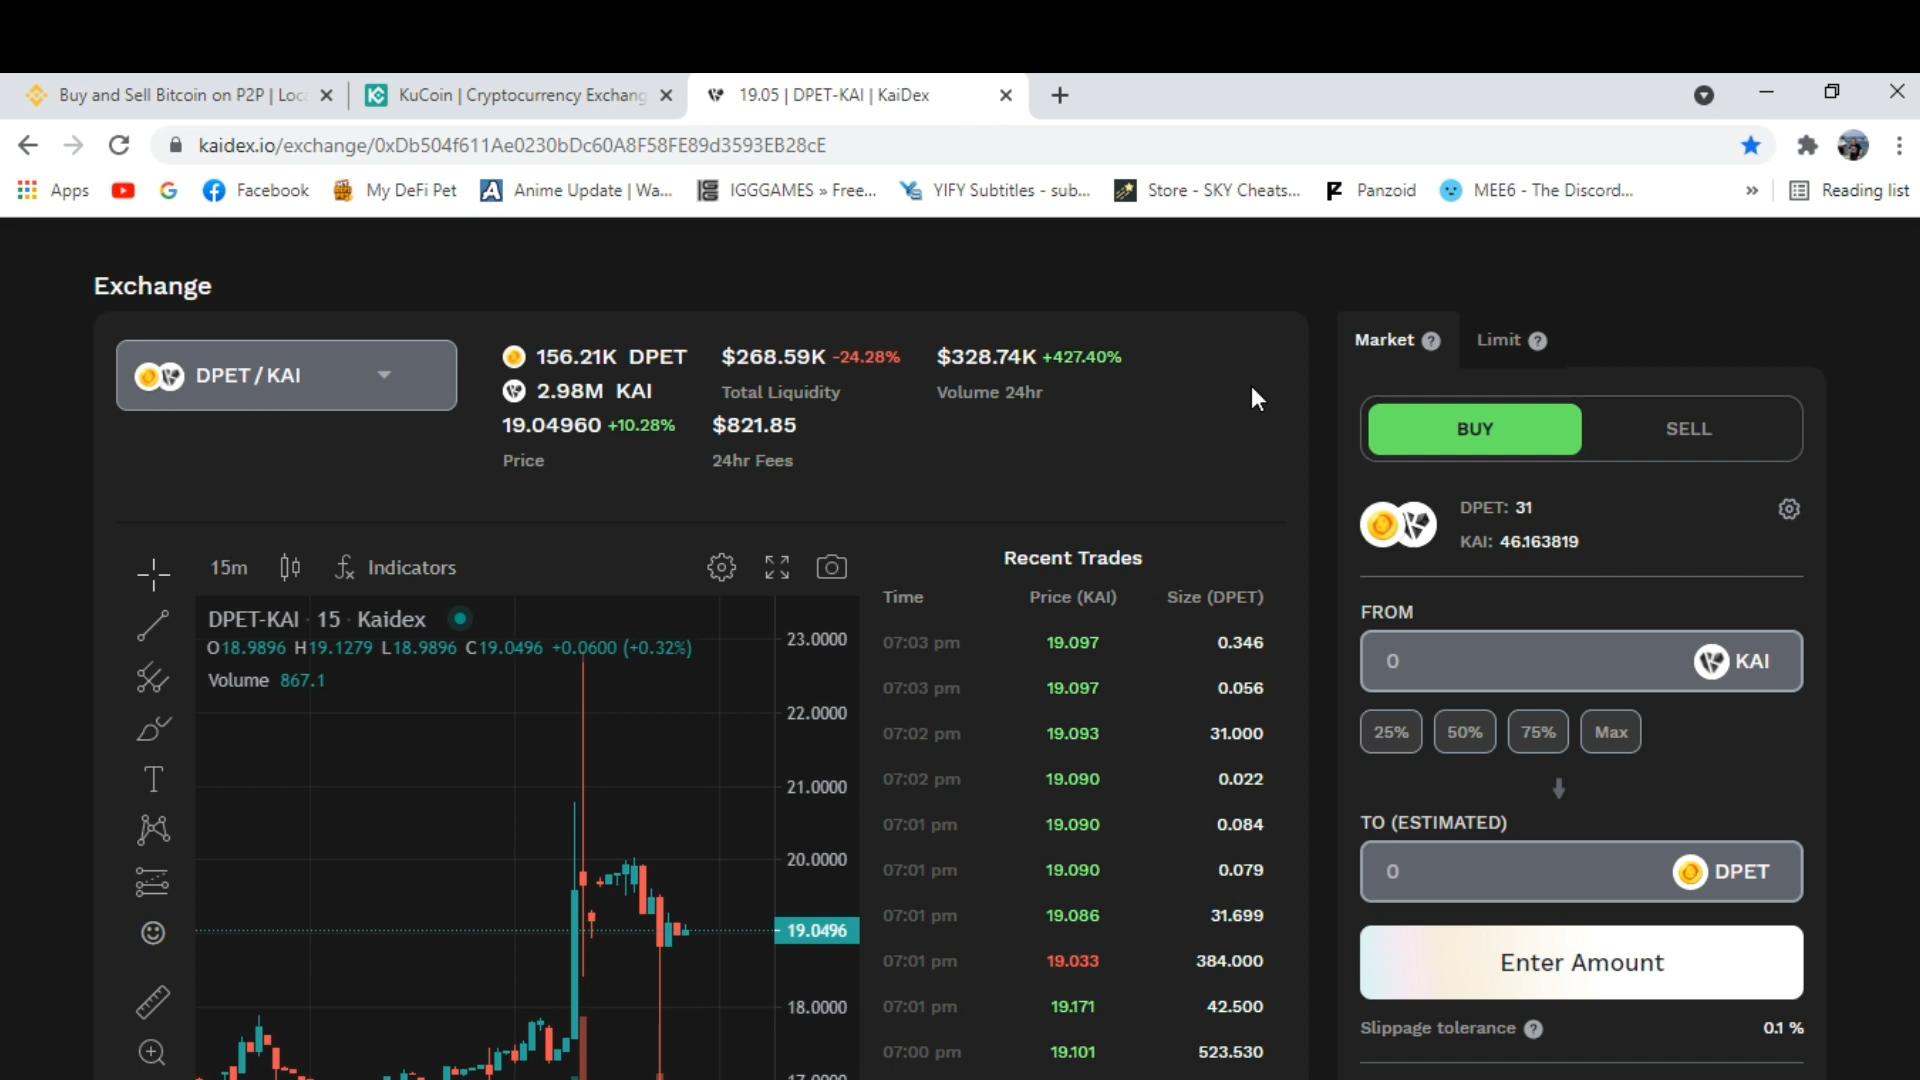 Buy and Sell Bitcoin on P2P | Loc
KuCoin | Cryptocurrency Exchang
19.05 | DPET-KAI | KaiDex
kaidex.io/exchange/0xDb504f611Ae0230bDc60A8F58FE89d3593EB28cE
Apps
Facebook
My DeFi Pet
Anime Update | Wa...
IGGGAMES » Free...
YIFY Subtitles - sub...
Store - SKY Cheats...
Panzoid
MEE6 - The Discord...
»
Reading list
Exchange
DPET / KAI
156.21K DPET
2.98M KAI
$268.59K -24.28%
Total Liquidity
$328.74K +427.40%
Volume 24hr
19.04960 +10.28%
Price
$821.85
24hr Fees
15m
Indicators
DPET-KAI · 15 · Kaidex
O18.9896 H19.1279 L18.9896 C19.0496 +0.0600 (+0.32%)
Volume 867.1
23.0000
22.0000
21.0000
20.0000
19.0496
18.0000
17.0000
Recent Trades
Time Price (KAI) Size (DPET)
07:03 pm 19.097 0.346
07:03 pm 19.097 0.056
07:02 pm 19.093 31.000
07:02 pm 19.090 0.022
07:01 pm 19.090 0.084
07:01 pm 19.090 0.079
07:01 pm 19.086 31.699
07:01 pm 19.033 384.000
07:01 pm 19.171 42.500
07:00 pm 19.101 523.530
Market ?
Limit ?
BUY
SELL
DPET: 31
KAI: 46.163819
FROM
0 KAI
25% 50% 75% Max
TO (ESTIMATED)
0 DPET
Enter Amount
Slippage tolerance ? 0.1 %